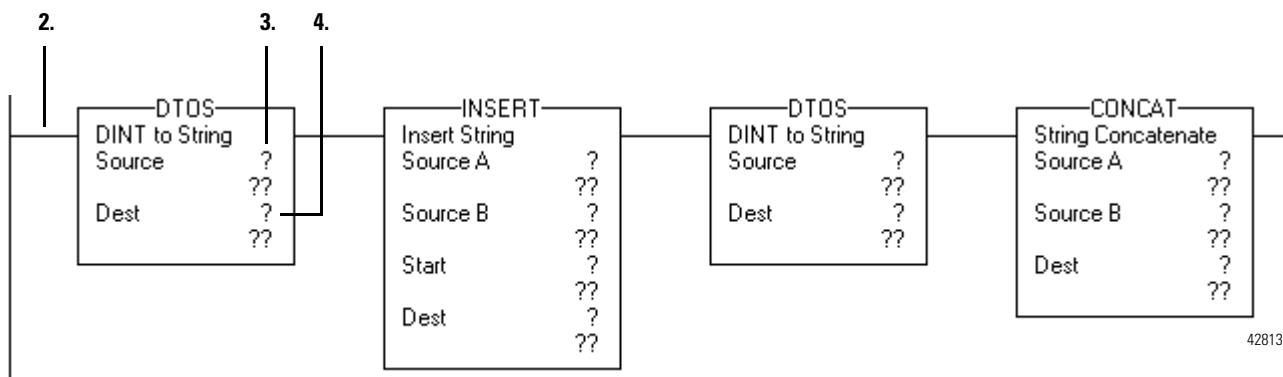 2. 3. 4.
DTOS
DINT to String
Source ?
??
Dest ?
??
INSERT
Insert String
Source A ?
??
Source B ?
??
Start ?
??
Dest ?
??
DTOS
DINT to String
Source ?
??
Dest ?
??
CONCAT
String Concatenate
Source A ?
??
Source B ?
??
Dest ?
??
42813